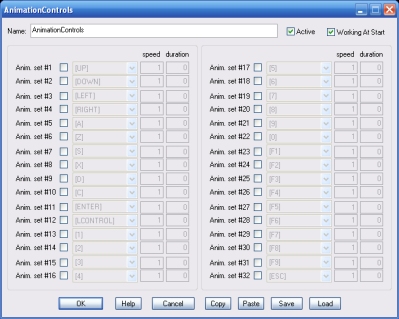 AnimationControls
Name: AnimationControls Active Working At Start
speed duration
Anim. set #1 [UP] 1 0
Anim. set #2 [DOWN] 1 0
Anim. set #3 [LEFT] 1 0
Anim. set #4 [RIGHT] 1 0
Anim. set #5 [A] 1 0
Anim. set #6 [Z] 1 0
Anim. set #7 [S] 1 0
Anim. set #8 [X] 1 0
Anim. set #9 [D] 1 0
Anim. set #10 [C] 1 0
Anim. set #11 [ENTER] 1 0
Anim. set #12 [LCONTROL] 1 0
Anim. set #13 [1] 1 0
Anim. set #14 [2] 1 0
Anim. set #15 [3] 1 0
Anim. set #16 [4] 1 0
speed duration
Anim. set #17 [5] 1 0
Anim. set #18 [6] 1 0
Anim. set #19 [7] 1 0
Anim. set #20 [8] 1 0
Anim. set #21 [9] 1 0
Anim. set #22 [0] 1 0
Anim. set #23 [F1] 1 0
Anim. set #24 [F2] 1 0
Anim. set #25 [F3] 1 0
Anim. set #26 [F4] 1 0
Anim. set #27 [F5] 1 0
Anim. set #28 [F6] 1 0
Anim. set #29 [F7] 1 0
Anim. set #30 [F8] 1 0
Anim. set #31 [F9] 1 0
Anim. set #32 [ESC] 1 0
OK Help Cancel Copy Paste Save Load